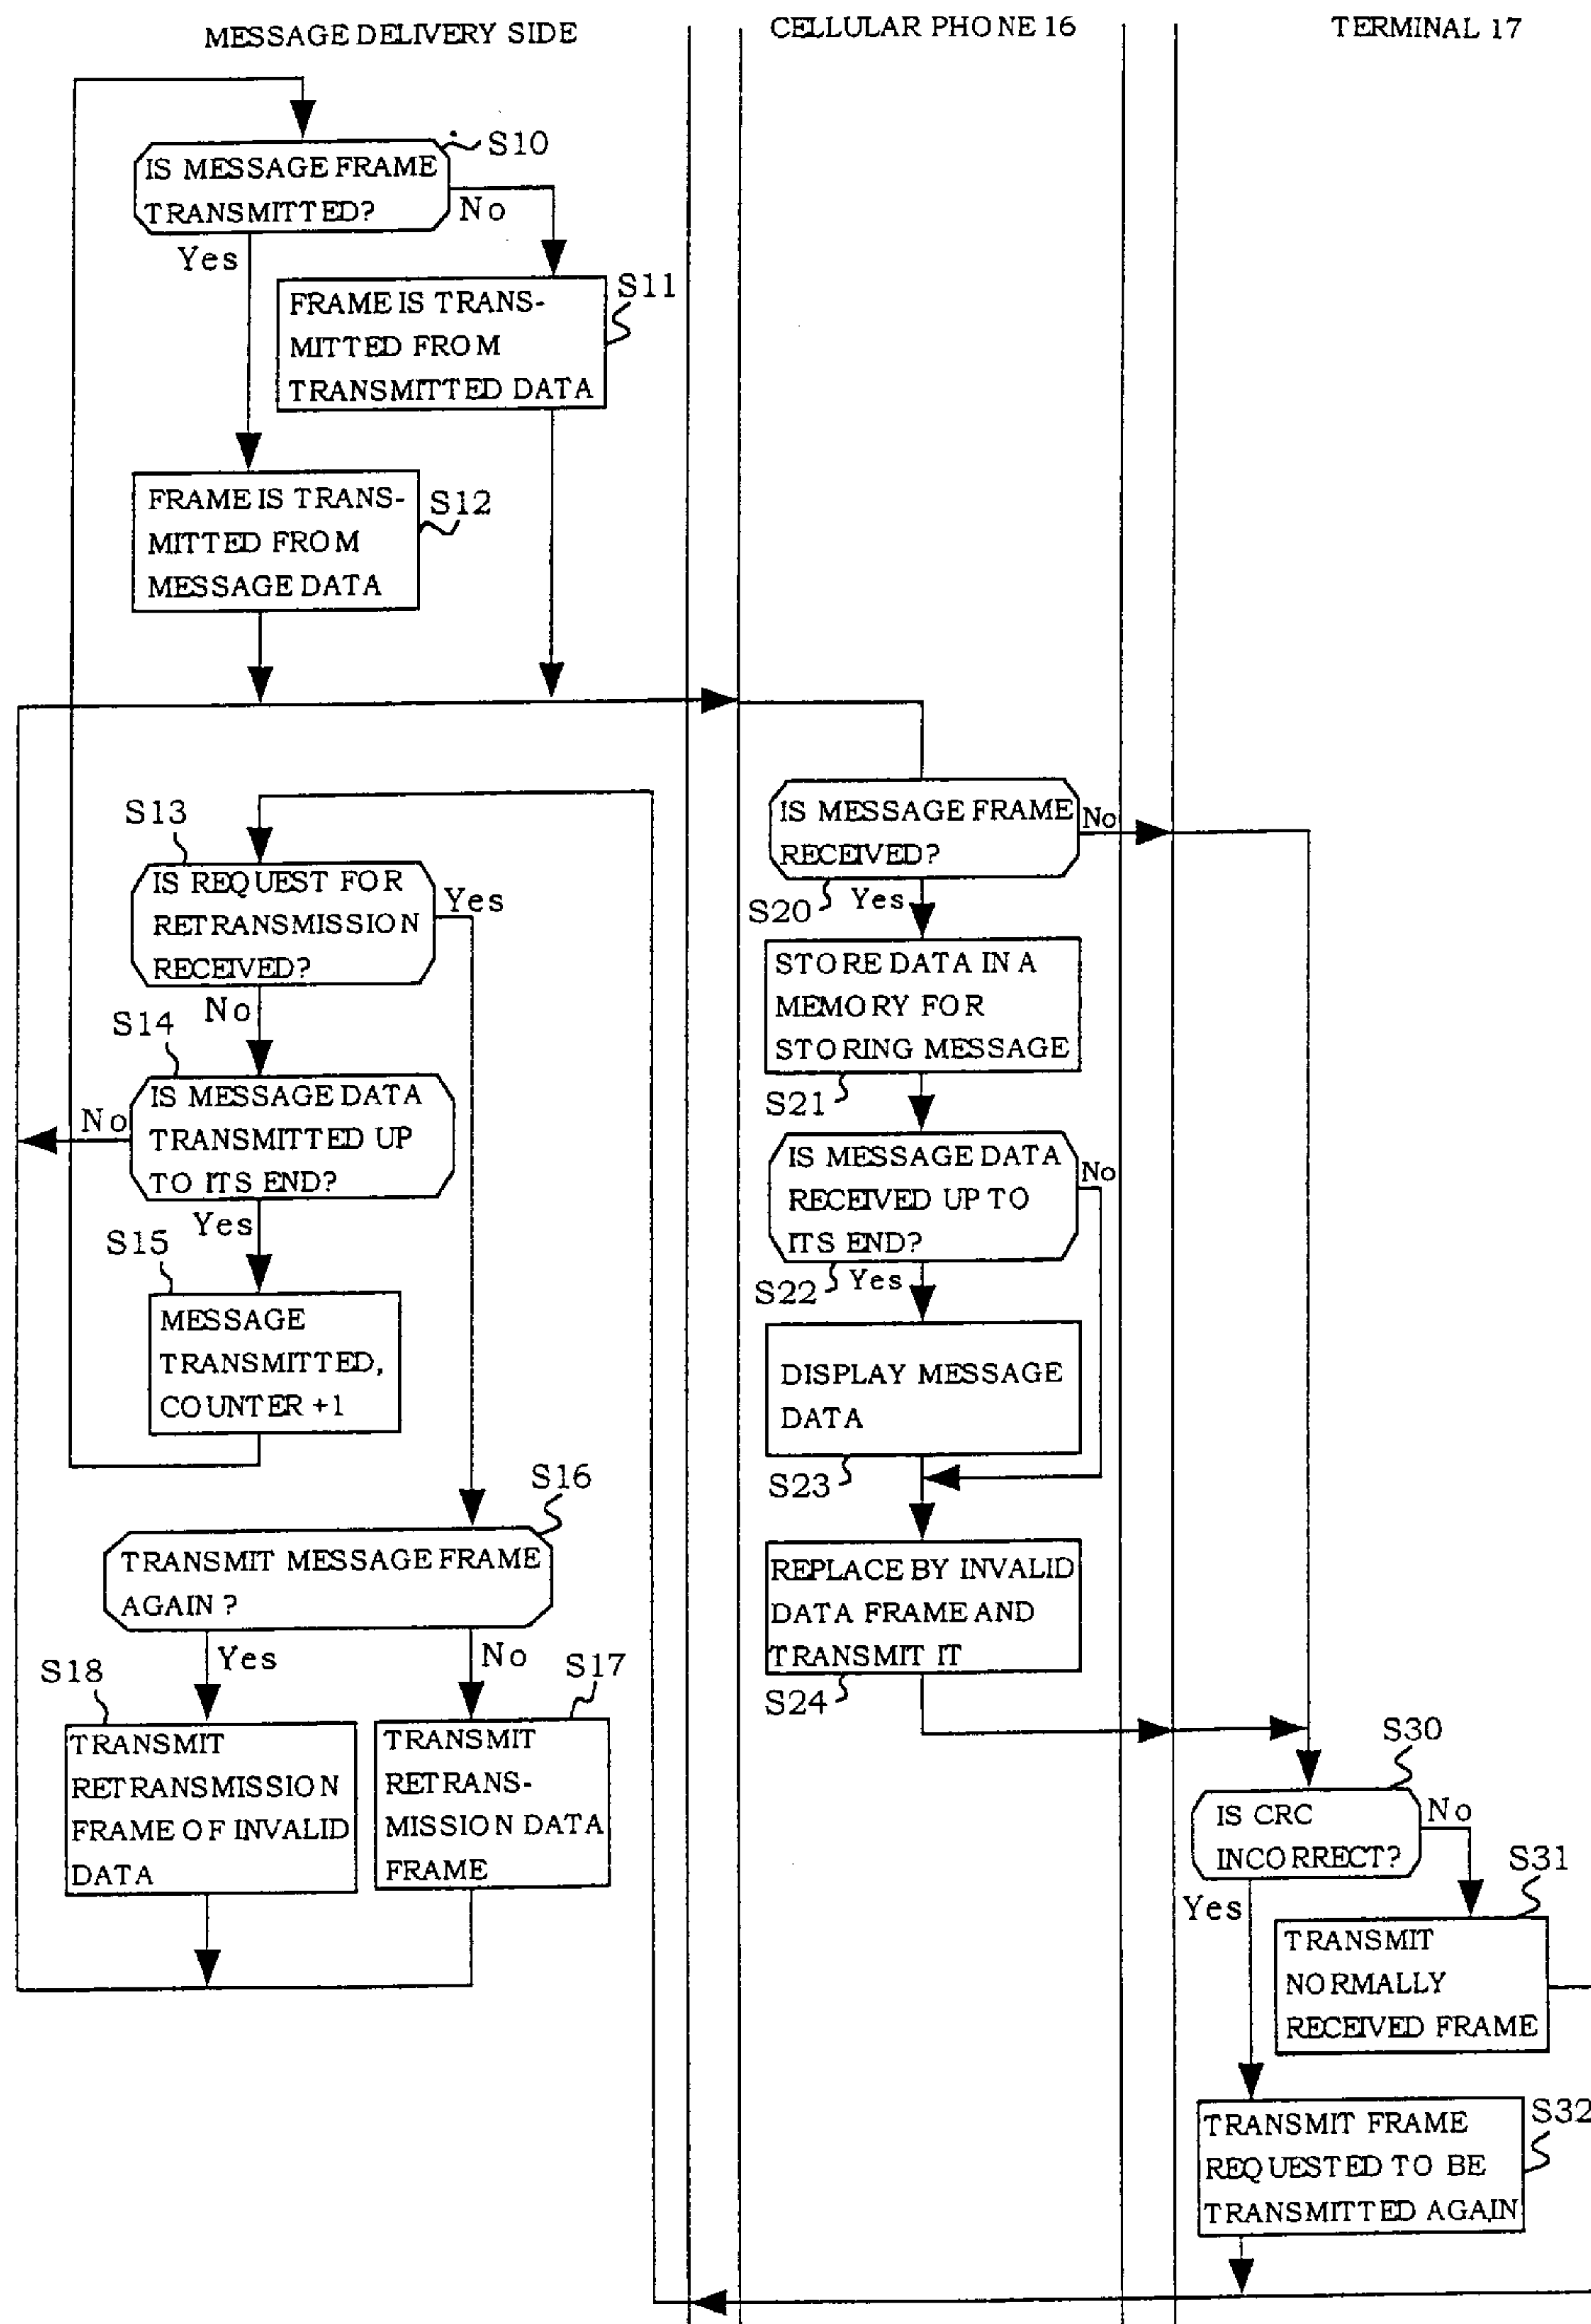 MESSAGE DELIVERY SIDE
CELLULAR PHONE 16
TERMINAL 17
S10
IS MESSAGE FRAME
TRANSMITTED?
No
Yes
S11
FRAME IS TRANS-
MITTED FROM
TRANSMITTED DATA
S12
FRAME IS TRANS-
MITTED FROM
MESSAGE DATA
S13
IS REQUEST FOR
RETRANSMISSION
RECEIVED?
Yes
No
S14
IS MESSAGE DATA
TRANSMITTED UP
TO ITS END?
No
Yes
S15
MESSAGE
TRANSMITTED,
COUNTER +1
S16
TRANSMIT MESSAGE FRAME
AGAIN ?
Yes
No
S18
TRANSMIT
RETRANSMISSION
FRAME OF INVALID
DATA
S17
TRANSMIT
RETRANS-
MISSION DATA
FRAME
IS MESSAGE FRAME
RECEIVED?
No
S20
Yes
STORE DATA IN A
MEMORY FOR
STORING MESSAGE
S21
IS MESSAGE DATA
RECEIVED UP TO
ITS END?
No
S22
Yes
DISPLAY MESSAGE
DATA
S23
REPLACE BY INVALID
DATA FRAME AND
TRANSMIT IT
S24
S30
IS CRC
INCORRECT?
No
Yes
S31
TRANSMIT
NORMALLY
RECEIVED FRAME
S32
TRANSMIT FRAME
REQUESTED TO BE
TRANSMITTED AGAIN